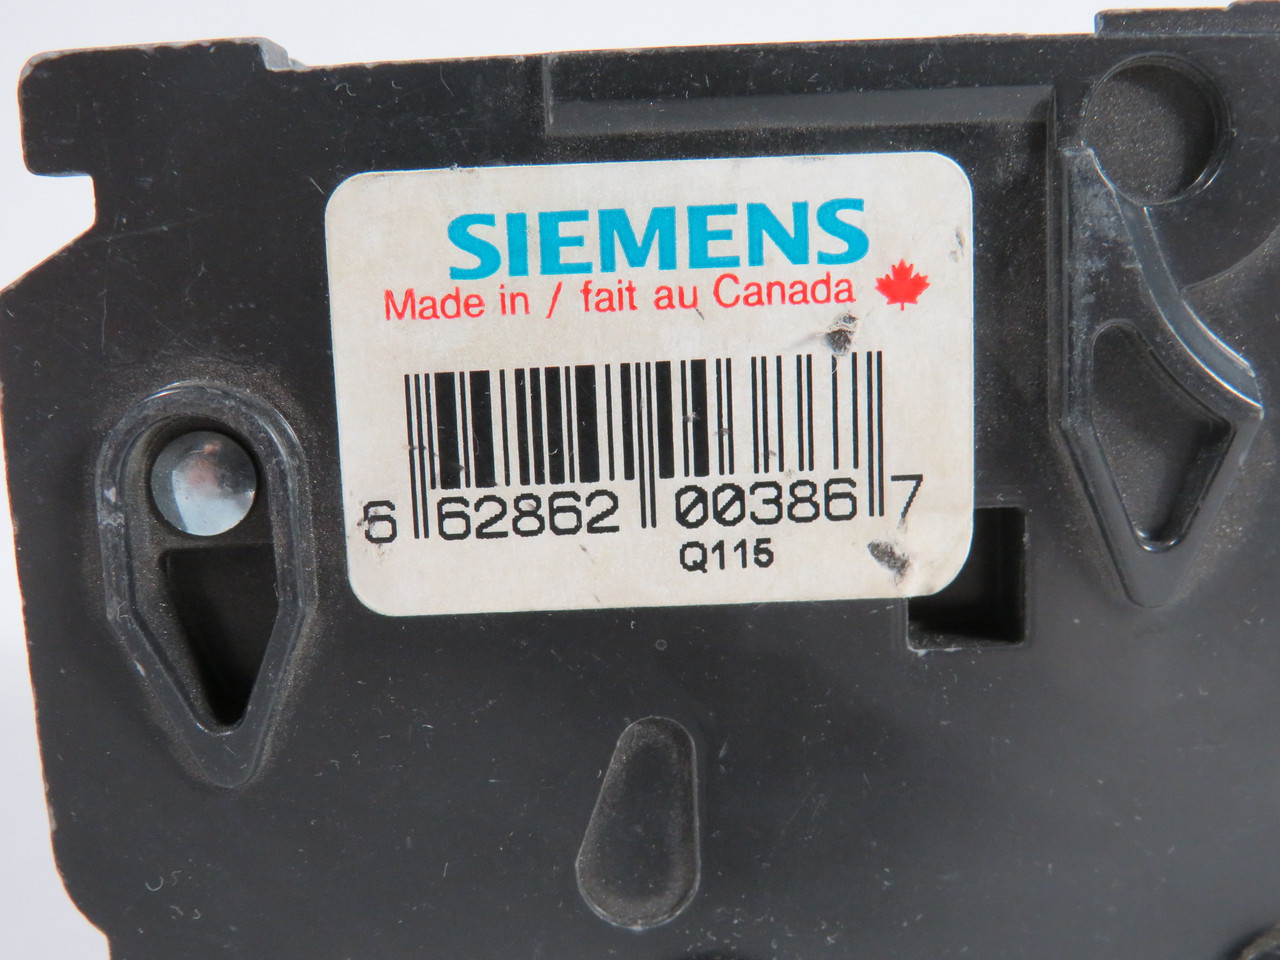 SIEMENS
Made in / fait au Canada
6 62862 00386 7
Q115